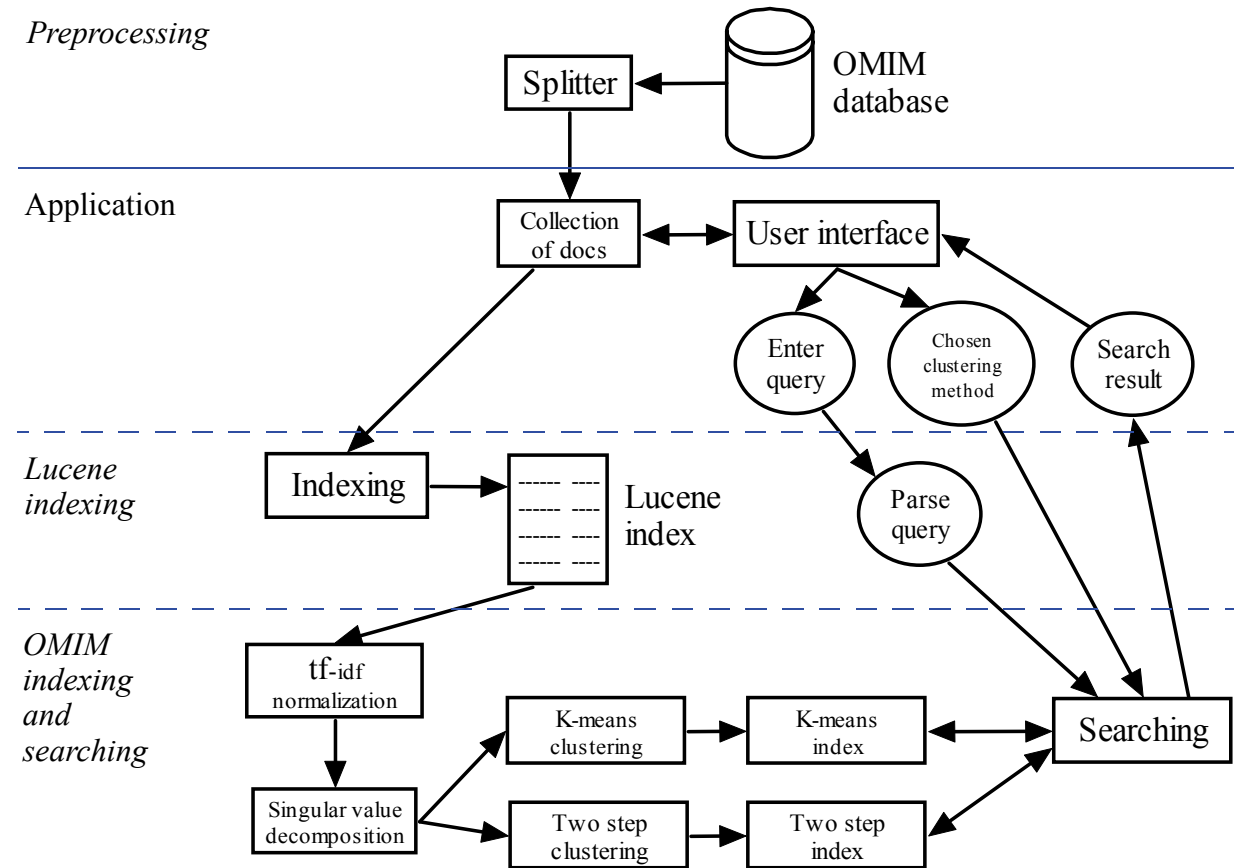 Preprocessing
Splitter
OMIM
database
Application
Collection
of docs
User interface
Enter
query
Chosen
clustering
method
Search
result
Lucene
indexing
Indexing
Lucene
index
Parse
query
OMIM
indexing
and
searching
tf-idf
normalization
K-means
clustering
K-means
index
Searching
Singular value
decomposition
Two step
clustering
Two step
index